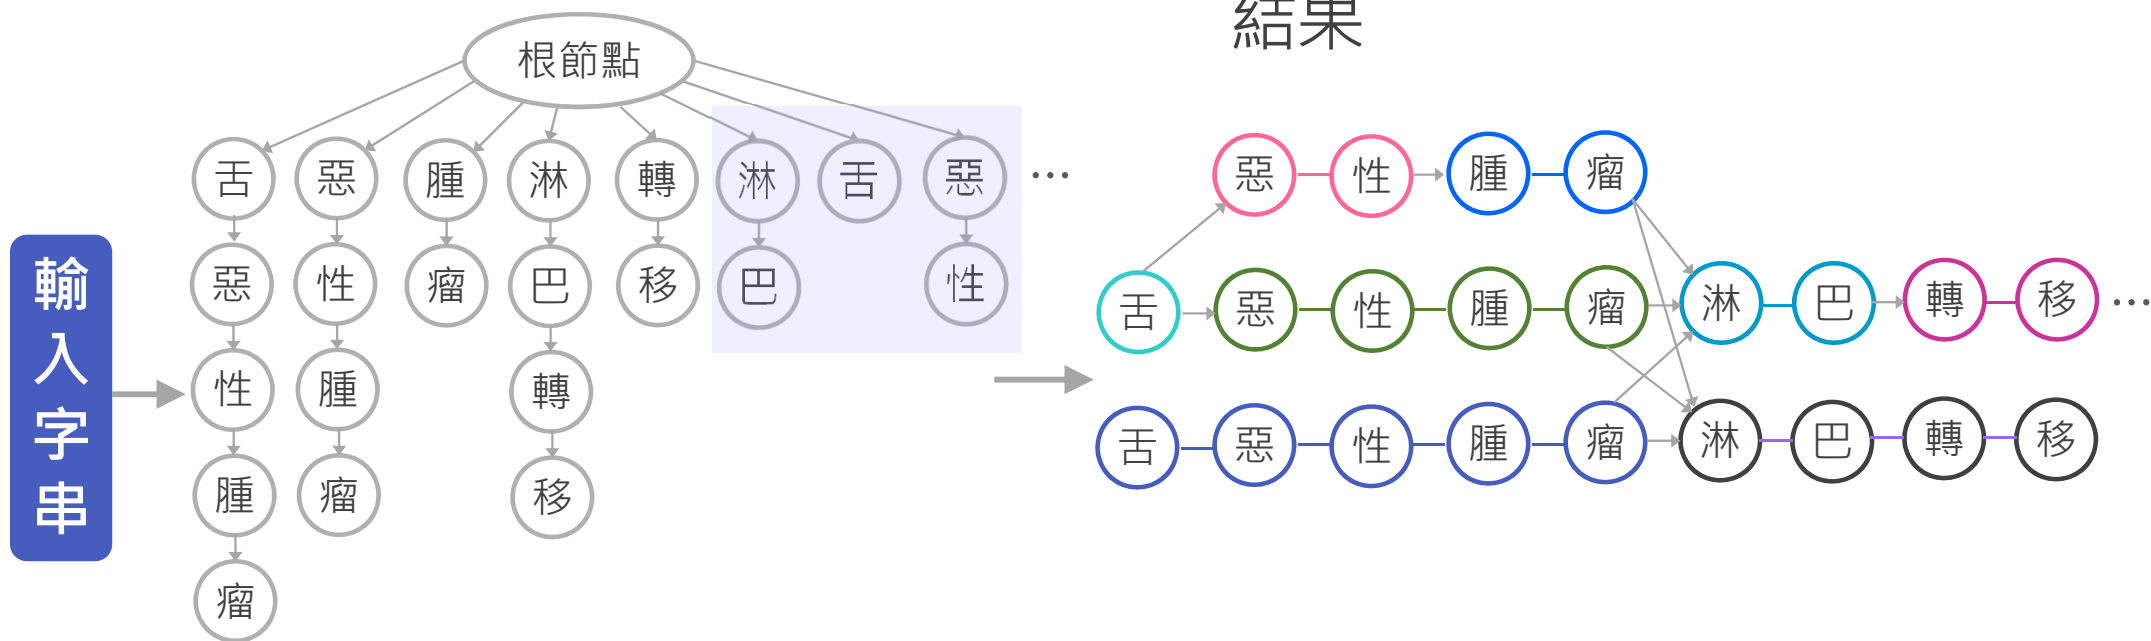 結果
根節點
舌 惡 腫 淋 轉 淋 舌 惡 ...
惡 性 瘤 巴 移 巴 性
性 腫 轉
腫 瘤 移
瘤
輸入字串
惡 性 腫 瘤
舌 惡 性 腫 瘤 淋 巴 轉 移 ...
舌 惡 性 腫 瘤 淋 巴 轉 移